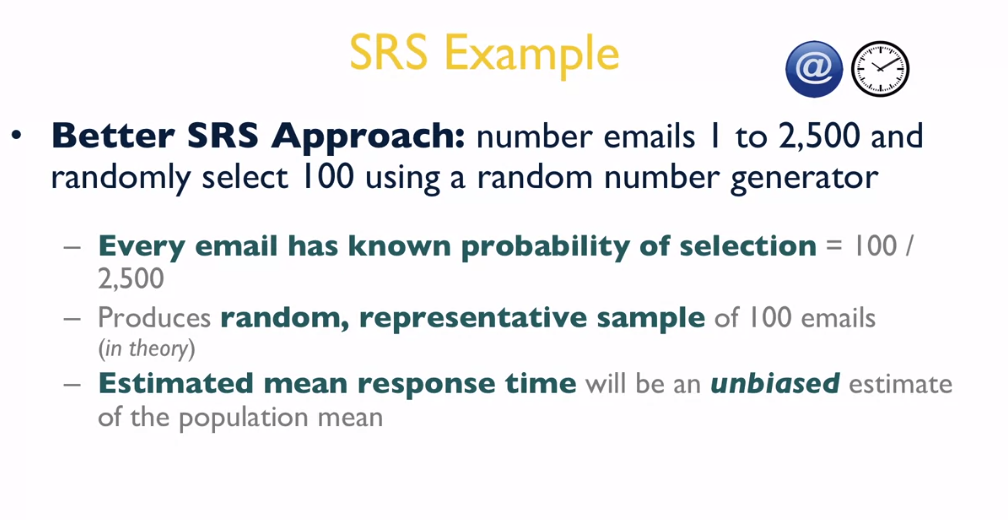 SRS Example
@
• Better SRS Approach: number emails 1 to 2,500 and
randomly select 100 using a random number generator
– Every email has known probability of selection = 100 /
2,500
– Produces random, representative sample of 100 emails
(in theory)
– Estimated mean response time will be an unbiased estimate
of the population mean